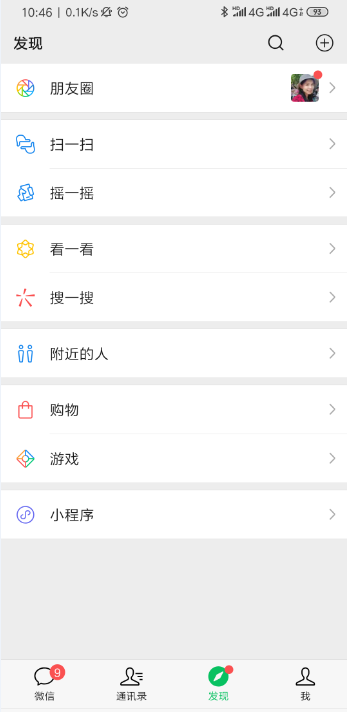 10:46 | 0.1K/s HD 4G HD 4G 93
发现
朋友圈
扫一扫
摇一摇
看一看
搜一搜
附近的人
购物
游戏
小程序
9
微信
通讯录
发现
我